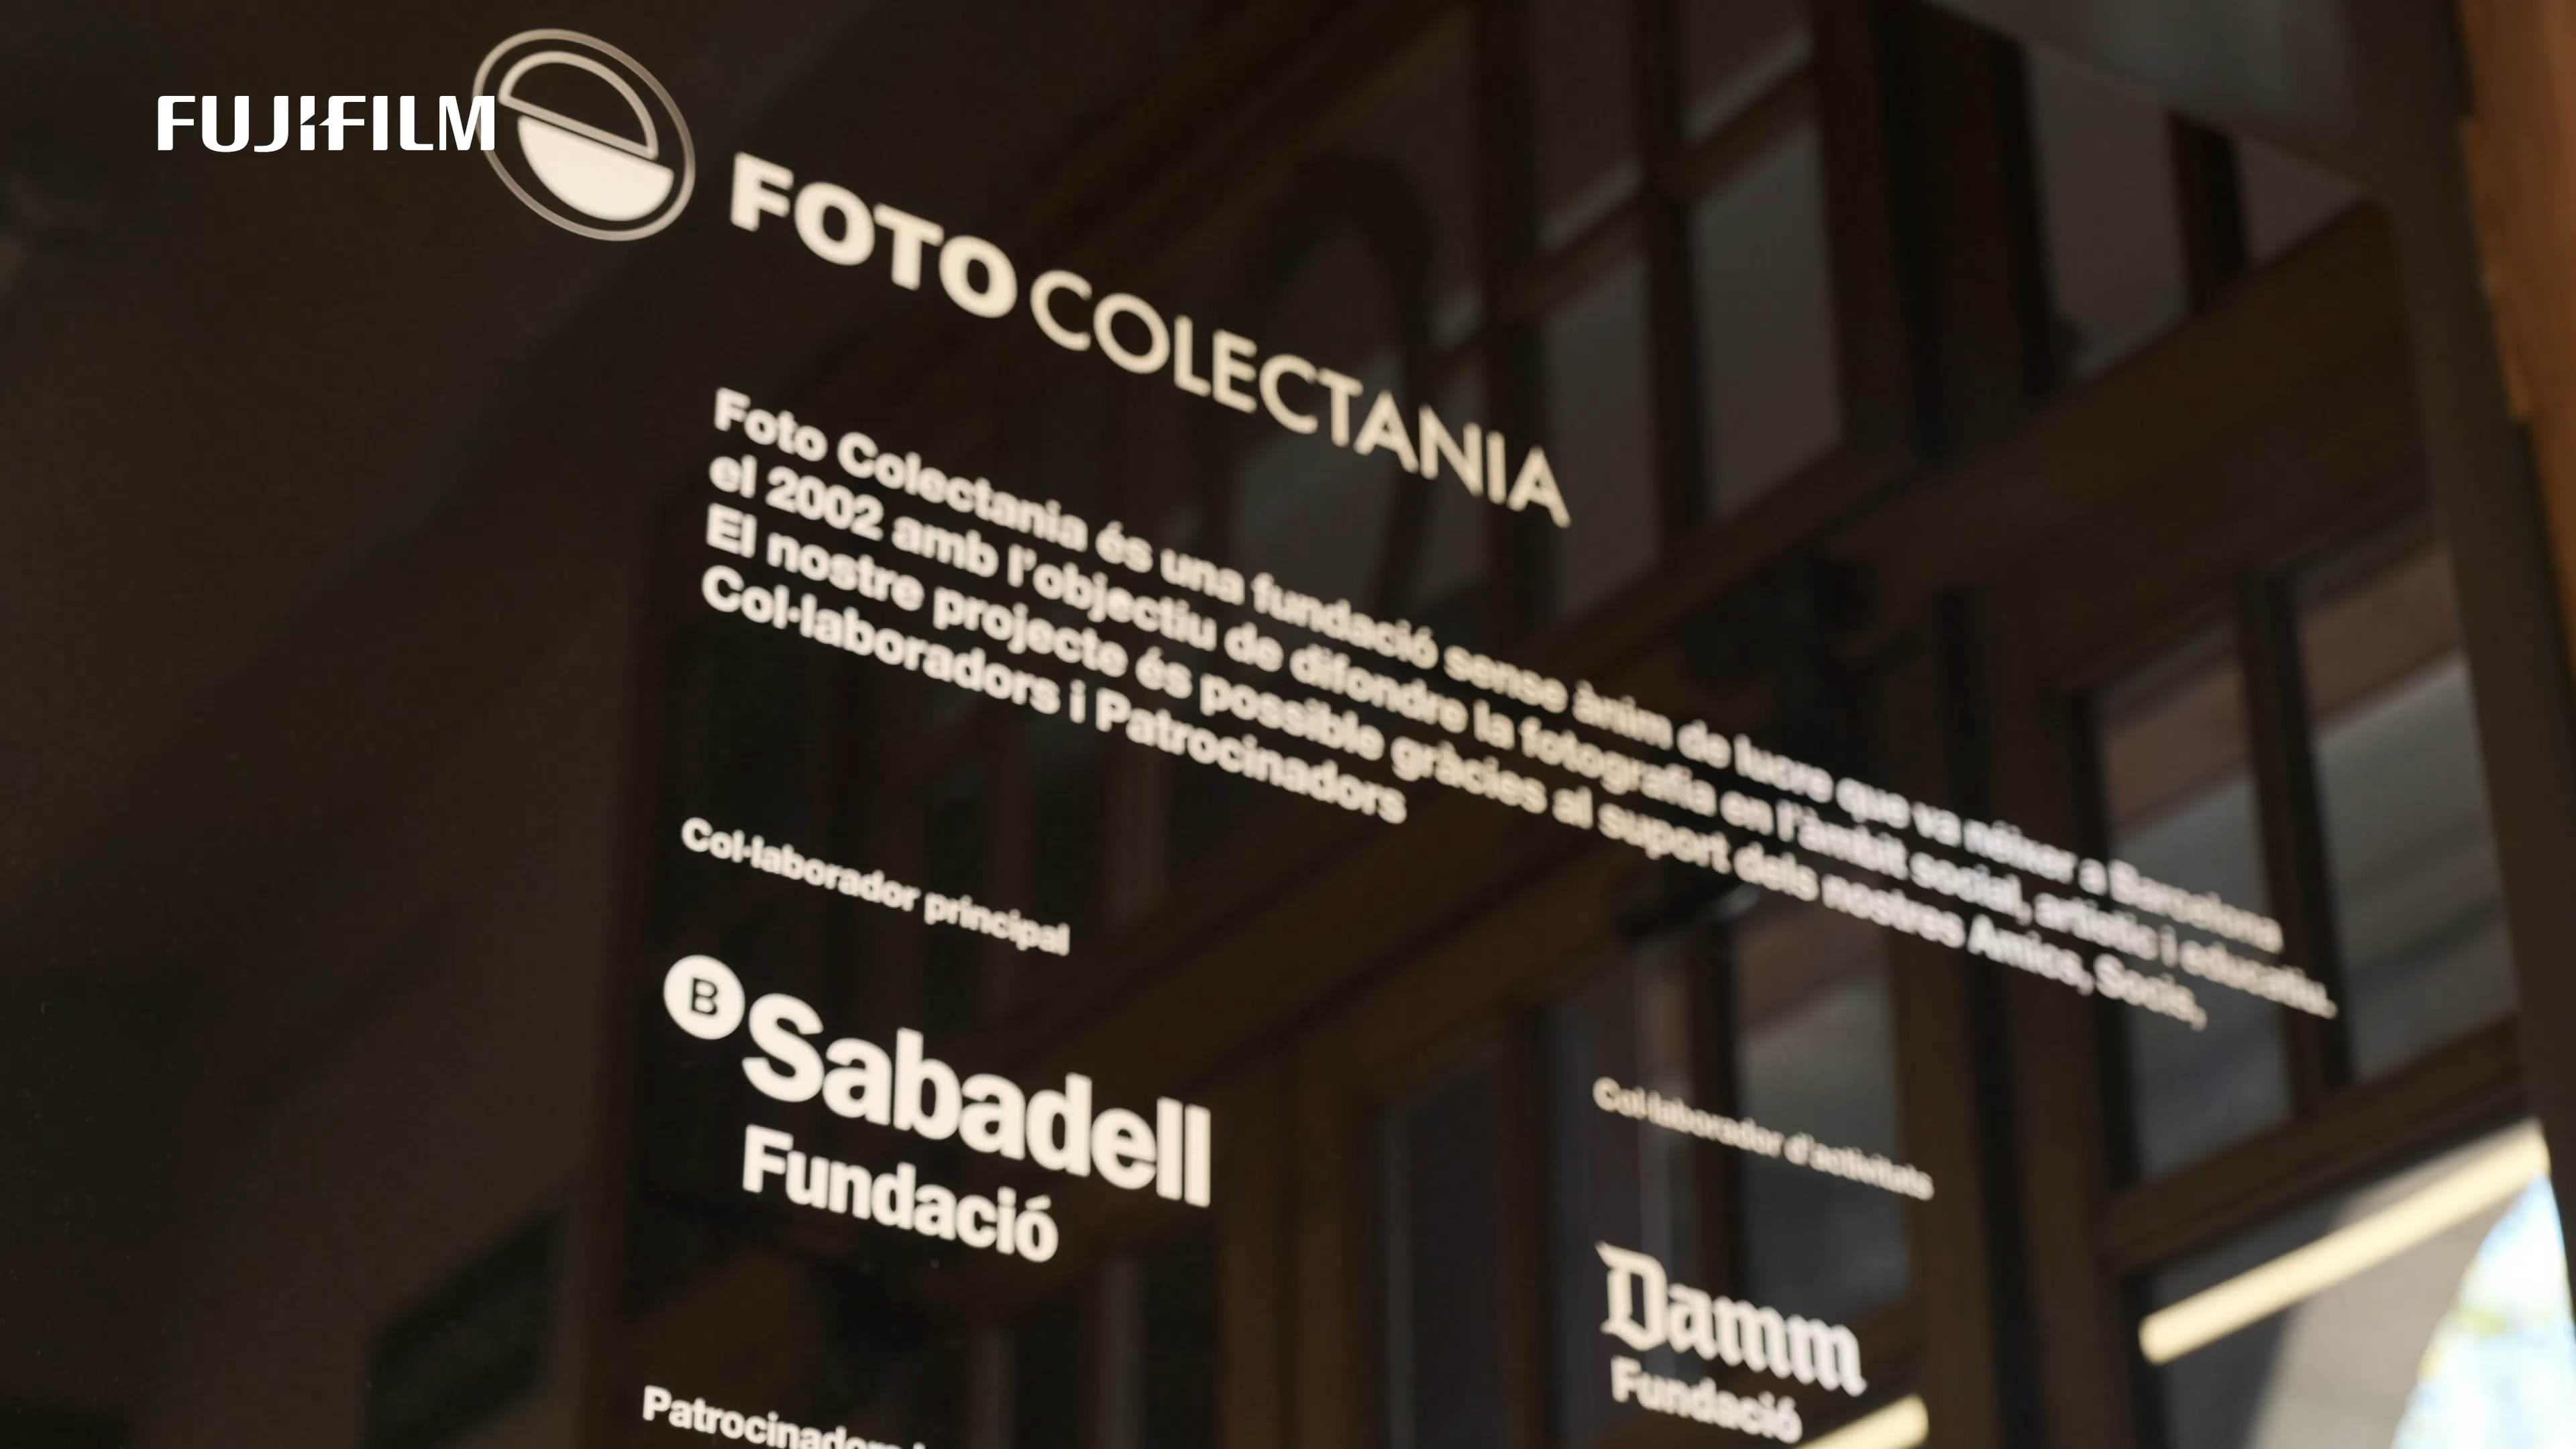 FUJIFILM
FOTO COLECTANIA
Foto Colectania és una fundació sense ànim de lucre que va néixer a Barcelona
el 2002 amb l'objectiu de difondre la fotografia en l'àmbit social, artístic i educatiu.
El nostre projecte és possible gràcies al suport dels nostres Amics, Socis,
Col·laboradors i Patrocinadors
Col·laborador principal
B Sabadell
Fundació
Col·laborador d'activitats
Damm
Fundació